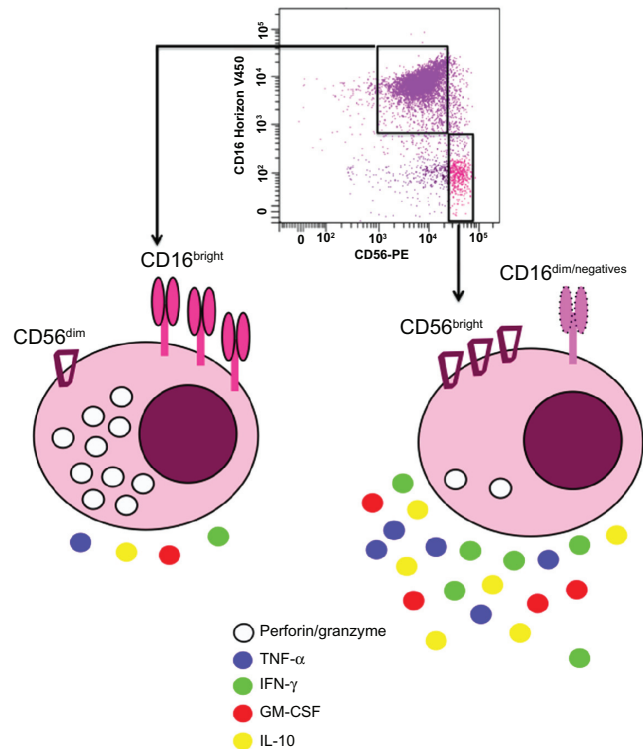 CD16 Horizon V450
10⁵
10⁴
10³
10²
0
0 10² 10³ 10⁴ 10⁵
CD56-PE
CD16bright
CD56dim
CD16dim/negatives
CD56bright
Perforin/granzyme
TNF-α
IFN-γ
GM-CSF
IL-10